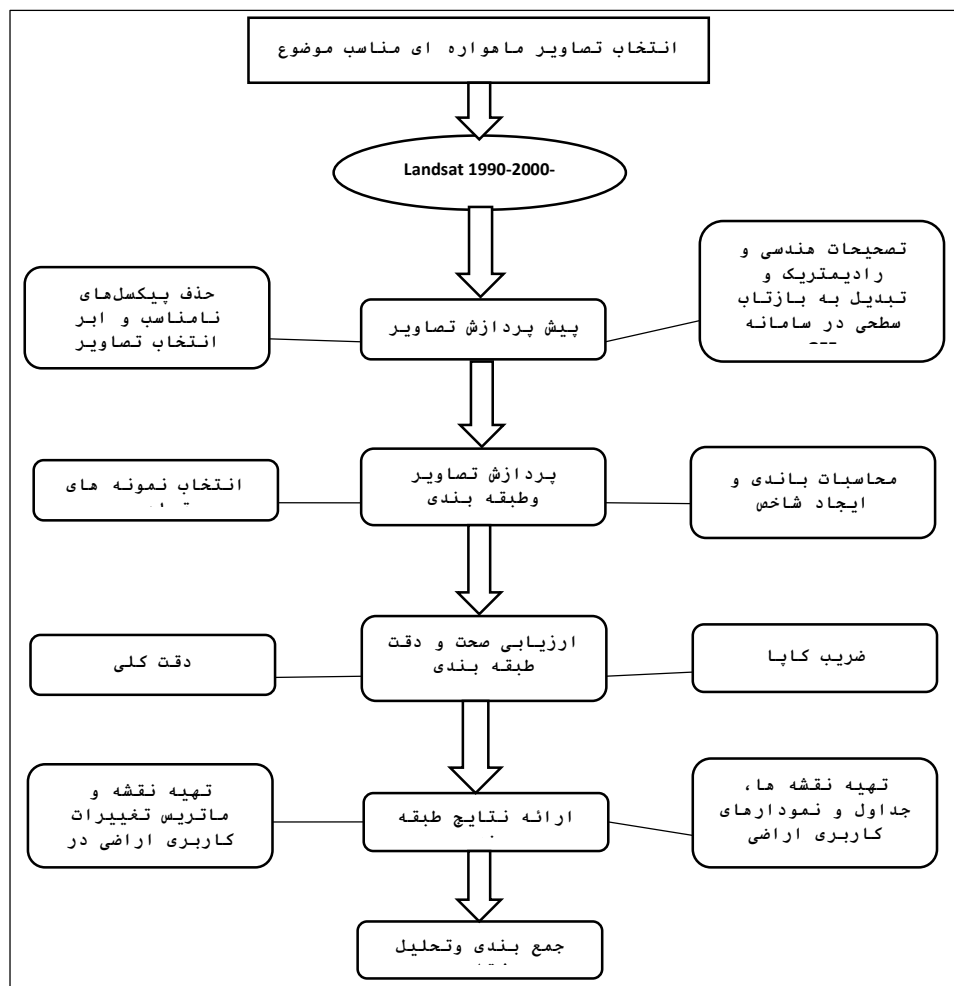 انتخاب تصاویر ماهواره ای مناسب موضوع
Landsat 1990-2000-
تصحیحات هندسی و
رادیمتریک و
تبدیل به بازتاب
سطحی در سامانه
حذف پیکسل‌های
نامناسب و ابر
انتخاب تصاویر
پیش پردازش تصاویر
محاسبات باندی و
ایجاد شاخص
پردازش تصاویر
وطبقه بندی
انتخاب نمونه های
ضریب کاپا
ارزیابی صحت و دقت
طبقه بندی
دقت کلی
تهیه نقشه ها،
جداول و نمودارهای
کاربری اراضی
ارائه نتایج طبقه
تهیه نقشه و
ماتریس تغییرات
کاربری اراضی در
جمع بندی وتحلیل